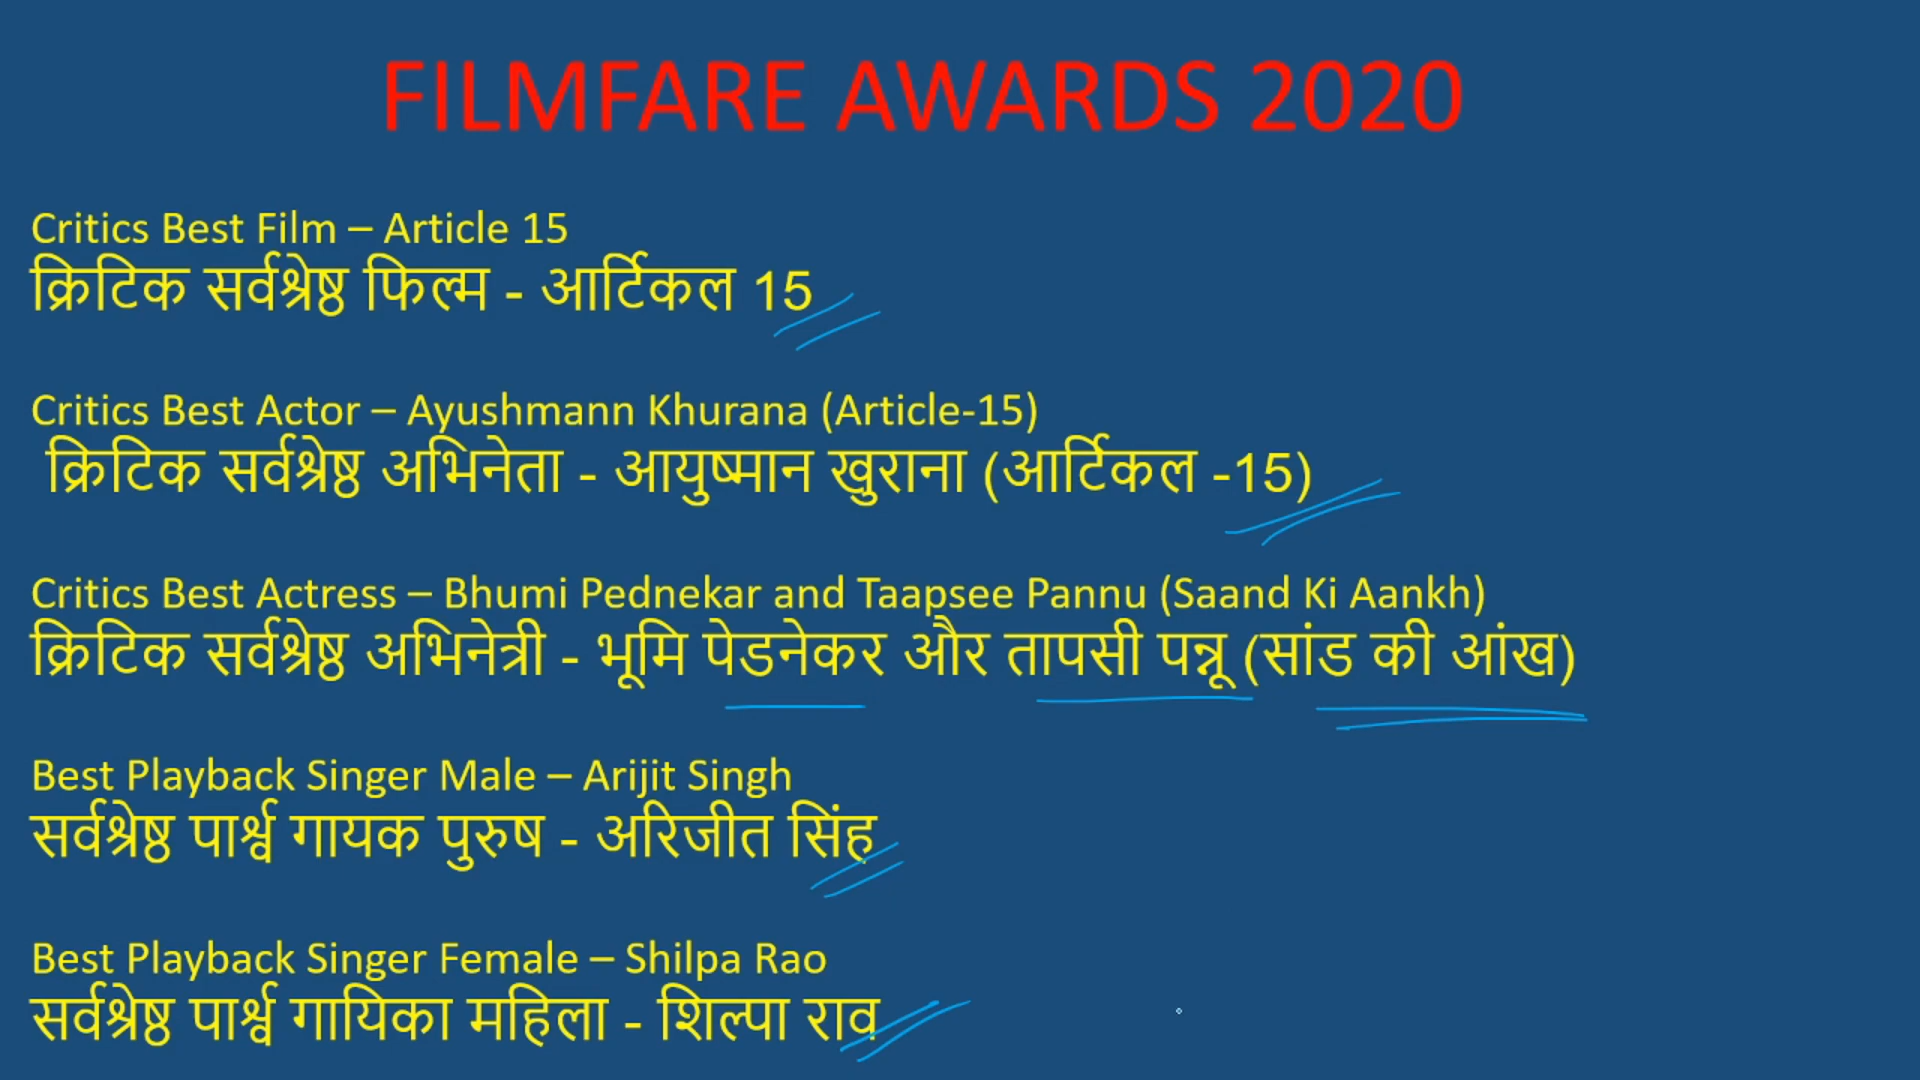 FILMFARE AWARDS 2020
Critics Best Film – Article 15
क्रिटिक सर्वश्रेष्ठ फिल्म - आर्टिकल 15
Critics Best Actor – Ayushmann Khurana (Article-15)
क्रिटिक सर्वश्रेष्ठ अभिनेता - आयुष्मान खुराना (आर्टिकल -15)
Critics Best Actress – Bhumi Pednekar and Taapsee Pannu (Saand Ki Aankh)
क्रिटिक सर्वश्रेष्ठ अभिनेत्री - भूमि पेडनेकर और तापसी पन्नू (सांड की आंख)
Best Playback Singer Male – Arijit Singh
सर्वश्रेष्ठ पार्श्व गायक पुरुष - अरिजीत सिंह
Best Playback Singer Female – Shilpa Rao
सर्वश्रेष्ठ पार्श्व गायिका महिला - शिल्पा राव